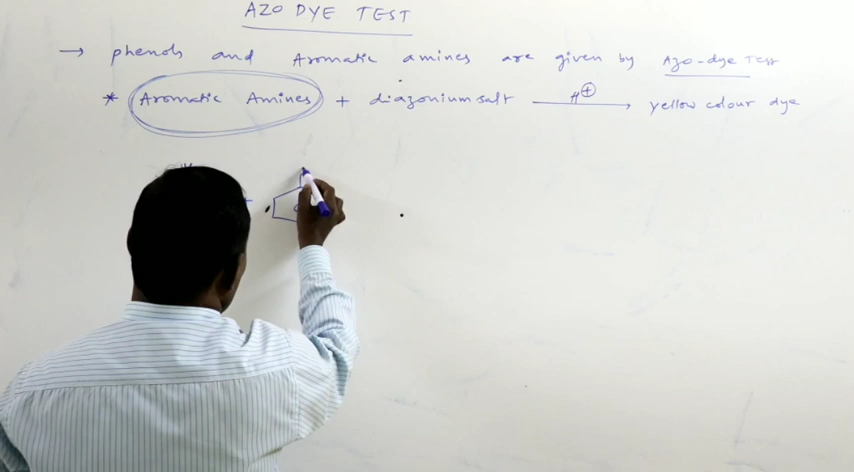 AZO DYE TEST
→ phenols and Aromatic amines are given by Azo-dye Test
* Aromatic Amines + diazonium salt H⊕ → yellow colour dye
+